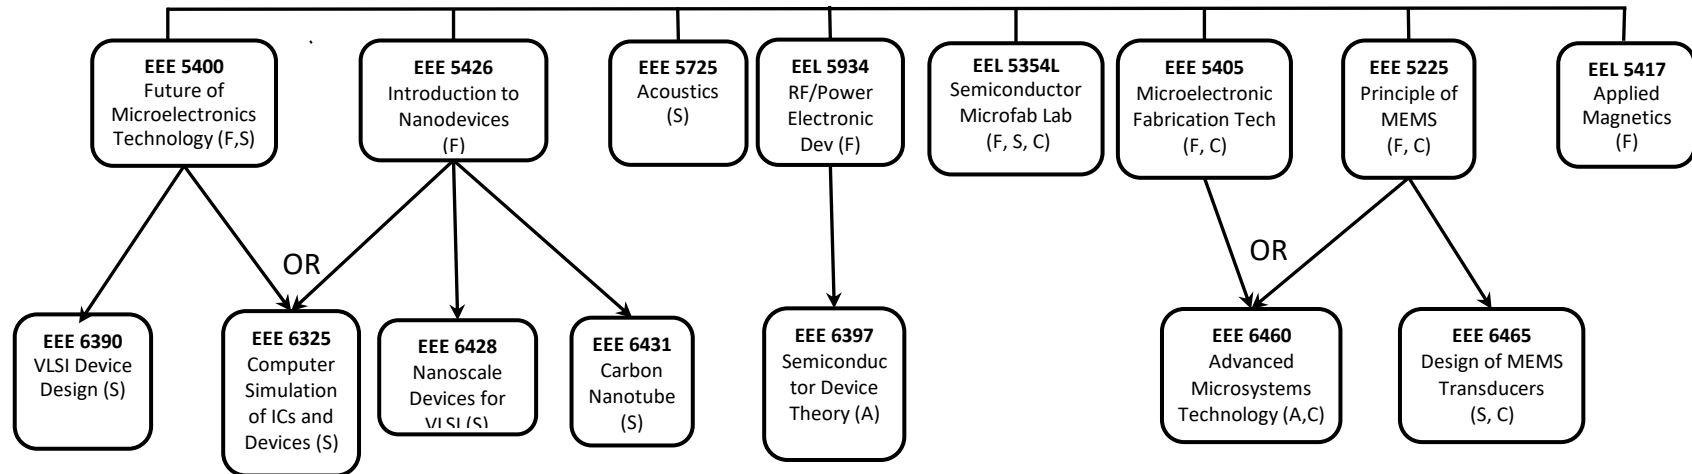 EEE 5400
Future of
Microelectronics
Technology (F,S)
EEE 5426
Introduction to
Nanodevices
(F)
EEE 5725
Acoustics
(S)
EEL 5934
RF/Power
Electronic
Dev (F)
EEL 5354L
Semiconductor
Microfab Lab
(F, S, C)
EEE 5405
Microelectronic
Fabrication Tech
(F, C)
EEE 5225
Principle of
MEMS
(F, C)
EEL 5417
Applied
Magnetics
(F)
OR
OR
EEE 6390
VLSI Device
Design (S)
EEE 6325
Computer
Simulation
of ICs and
Devices (S)
EEE 6428
Nanoscale
Devices for
VLSI (S)
EEE 6431
Carbon
Nanotube
(S)
EEE 6397
Semiconduc
tor Device
Theory (A)
EEE 6460
Advanced
Microsystems
Technology (A,C)
EEE 6465
Design of MEMS
Transducers
(S, C)